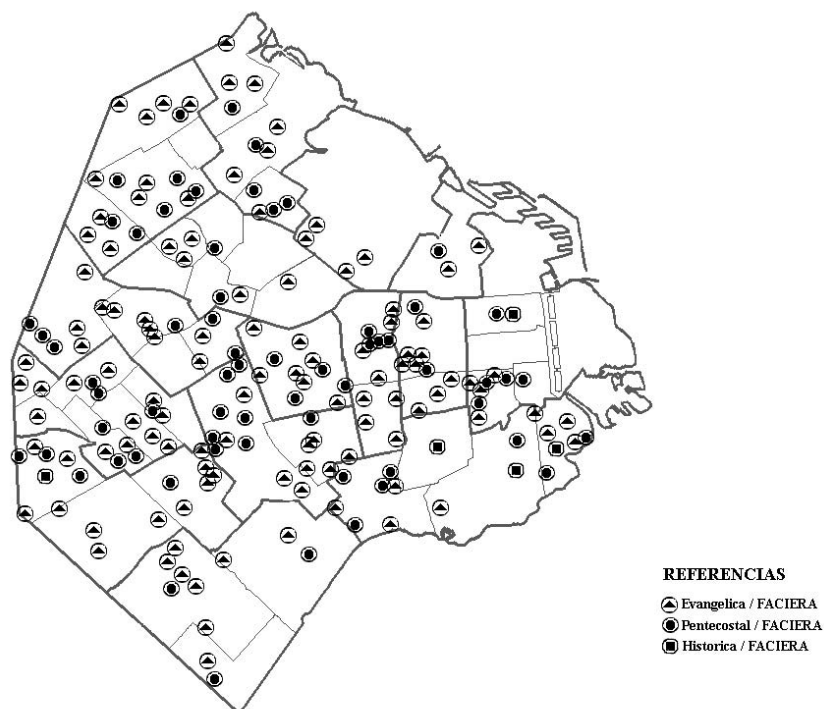 REFERENCIAS
Evangelica / FACIERA
Pentecostal / FACIERA
Historica / FACIERA